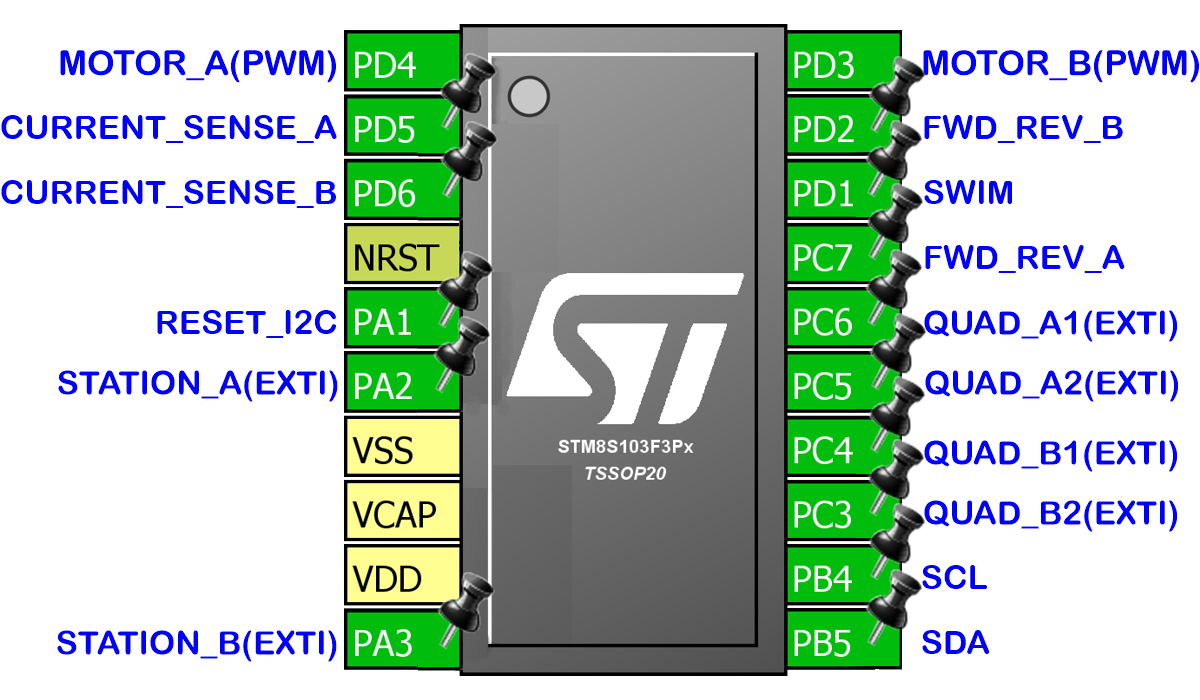 MOTOR_A(PWM) PD4 PD3 MOTOR_B(PWM)
CURRENT_SENSE_A PD5 PD2 FWD_REV_B
CURRENT_SENSE_B PD6 PD1 SWIM
NRST PC7 FWD_REV_A
RESET_I2C PA1 PC6 QUAD_A1(EXTI)
STATION_A(EXTI) PA2 PC5 QUAD_A2(EXTI)
ST
STM8S103F3Px
TSSOP20
VSS PC4 QUAD_B1(EXTI)
VCAP PC3 QUAD_B2(EXTI)
VDD PB4 SCL
STATION_B(EXTI) PA3 PB5 SDA